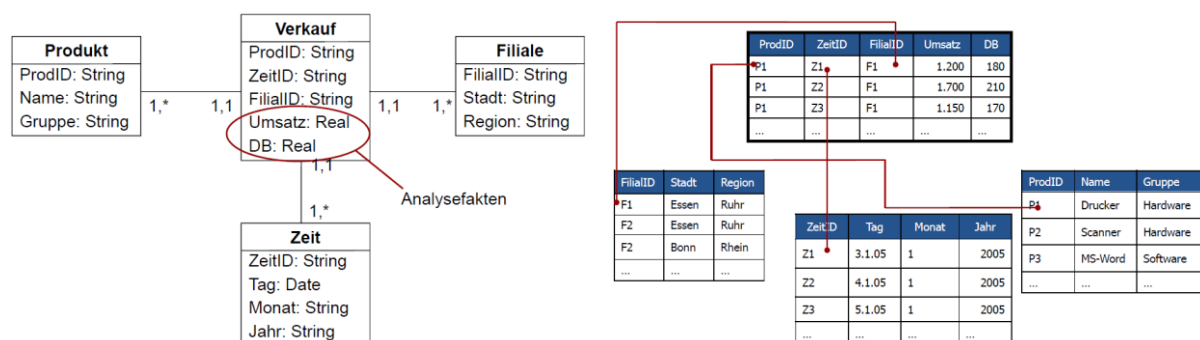 Produkt
ProdID: String
Name: String
Gruppe: String
1,*
1,1
Verkauf
ProdID: String
ZeitID: String
FilialID: String
Umsatz: Real
DB: Real
1,1
1,*
Filiale
FilialID: String
Stadt: String
Region: String
1,1
Analysefakten
1,*
Zeit
ZeitID: String
Tag: Date
Monat: String
Jahr: String
ProdID ZeitID FilialID Umsatz DB
P1 Z1 F1 1.200 180
P1 Z2 F1 1.700 210
P1 Z3 F1 1.150 170
... ... ... ... ...
FilialID Stadt Region
F1 Essen Ruhr
F2 Essen Ruhr
F2 Bonn Rhein
... ... ...
ZeitID Tag Monat Jahr
Z1 3.1.05 1 2005
Z2 4.1.05 1 2005
Z3 5.1.05 1 2005
... ... ... ...
ProdID Name Gruppe
P1 Drucker Hardware
P2 Scanner Hardware
P3 MS-Word Software
... ... ...